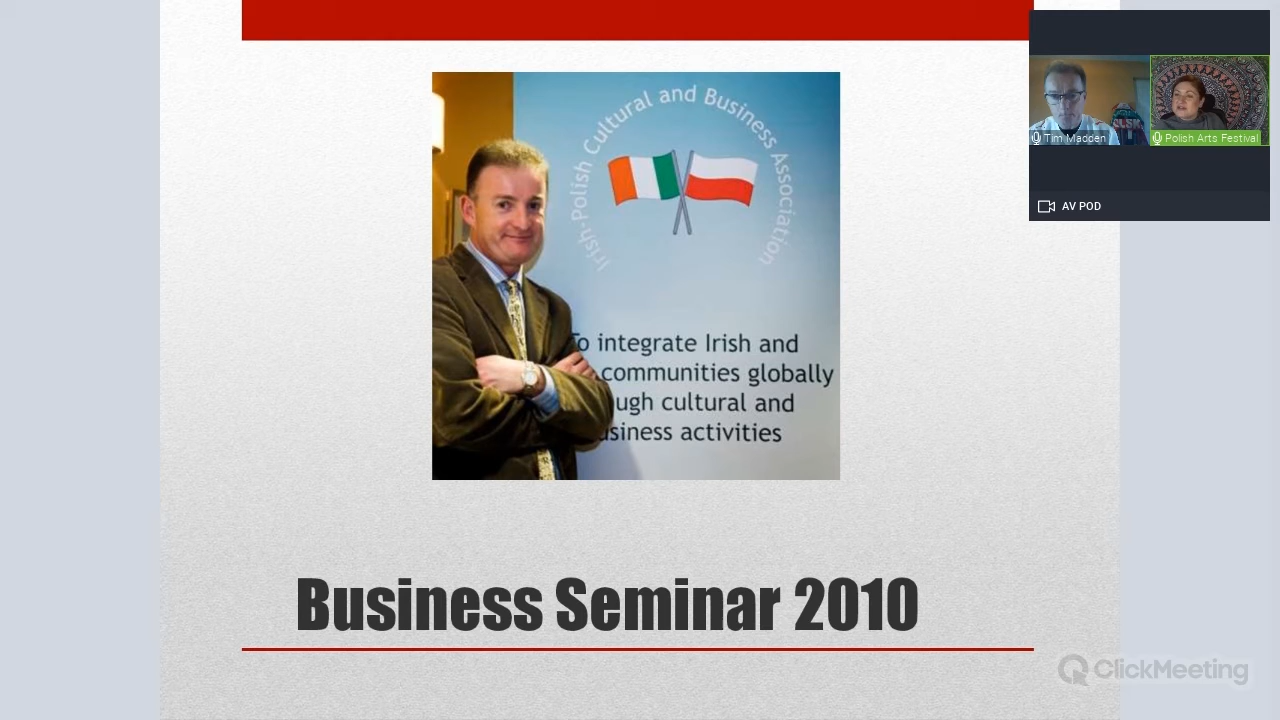 Irish-Polish Cultural and Business Association
To integrate Irish and
communities globally
ugh cultural and
usiness activities
Business Seminar 2010
Tim Madden
Polish Arts Festival
AV POD
ClickMeeting